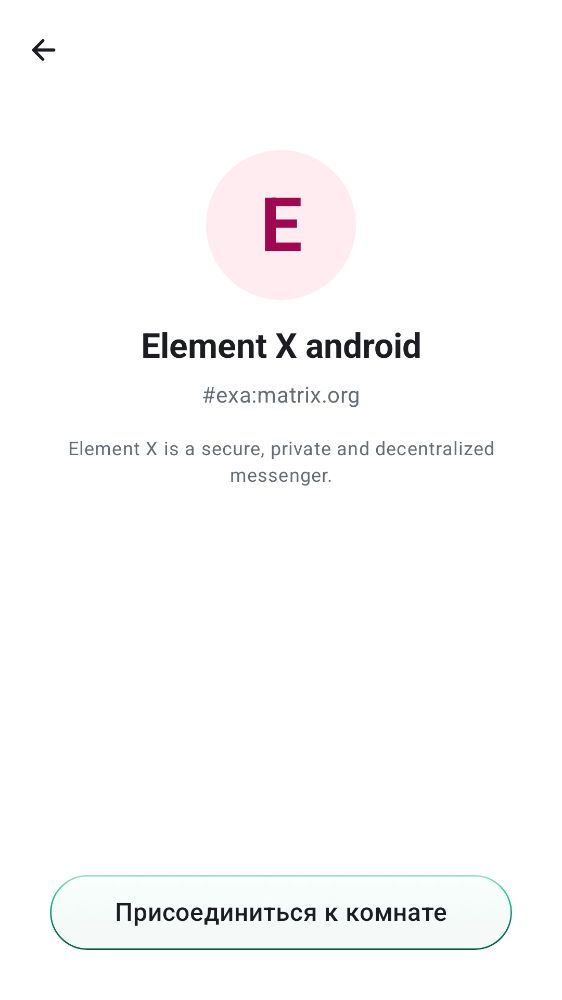 E
Element X android
#exa:matrix.org
Element X is a secure, private and decentralized
messenger.
Присоединиться к комнате